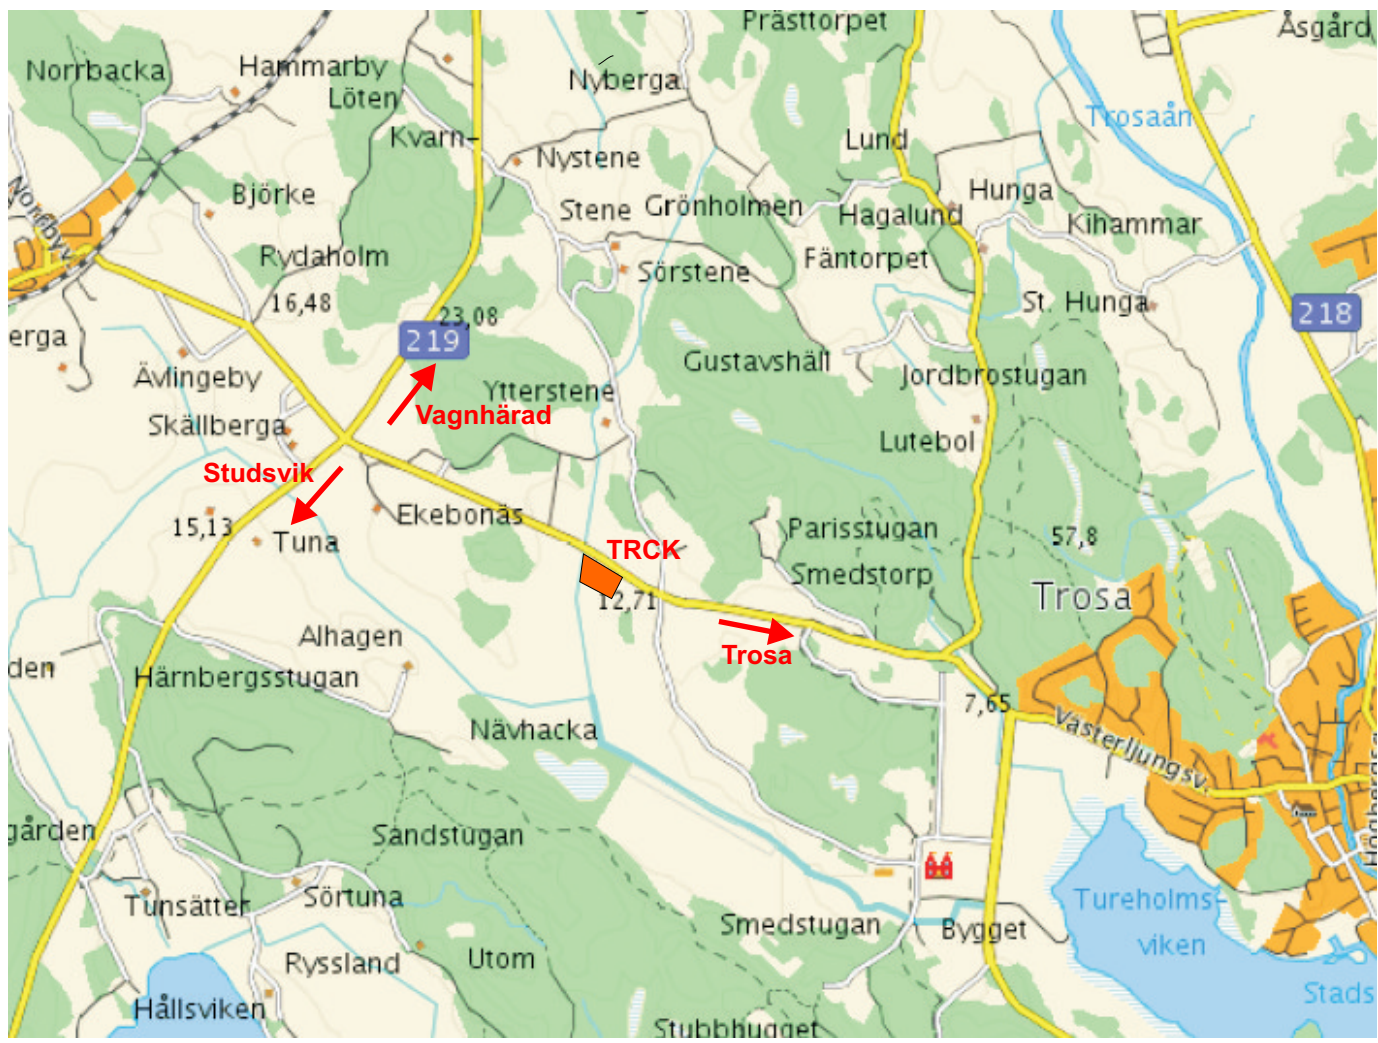 Prästtorpet
Åsgård
Norrbacka
Hammarby
Löten
Nyberga
Trosaån
Kvarn-
Lund
Nystene
Björke
Stene
Grönholmen
Hunga
Hagalund
Kihammar
Norrbyv.
Rydaholm
Sörstene
Fäntorpet
16,48
23,08
St. Hunga
218
erga
219
Gustavshäll
Ävlingeby
Ytterstene
Jordbrostugan
Vagnhärad
Skällberga
Lutebol
Studsvik
15,13
Ekebonäs
Parisstugan
57,8
Tuna
TRCK
Smedstorp
12,71
Trosa
Alhagen
Trosa
den
Härnbergsstugan
7,65
Nävhacka
Västerljungsv.
gården
Sandstugan
Högbergsg
Tunsätter
Sörtuna
Tureholms-
viken
Smedstugan
Bygget
Ryssland
Utom
Hållsviken
Stads
Stubbhugget